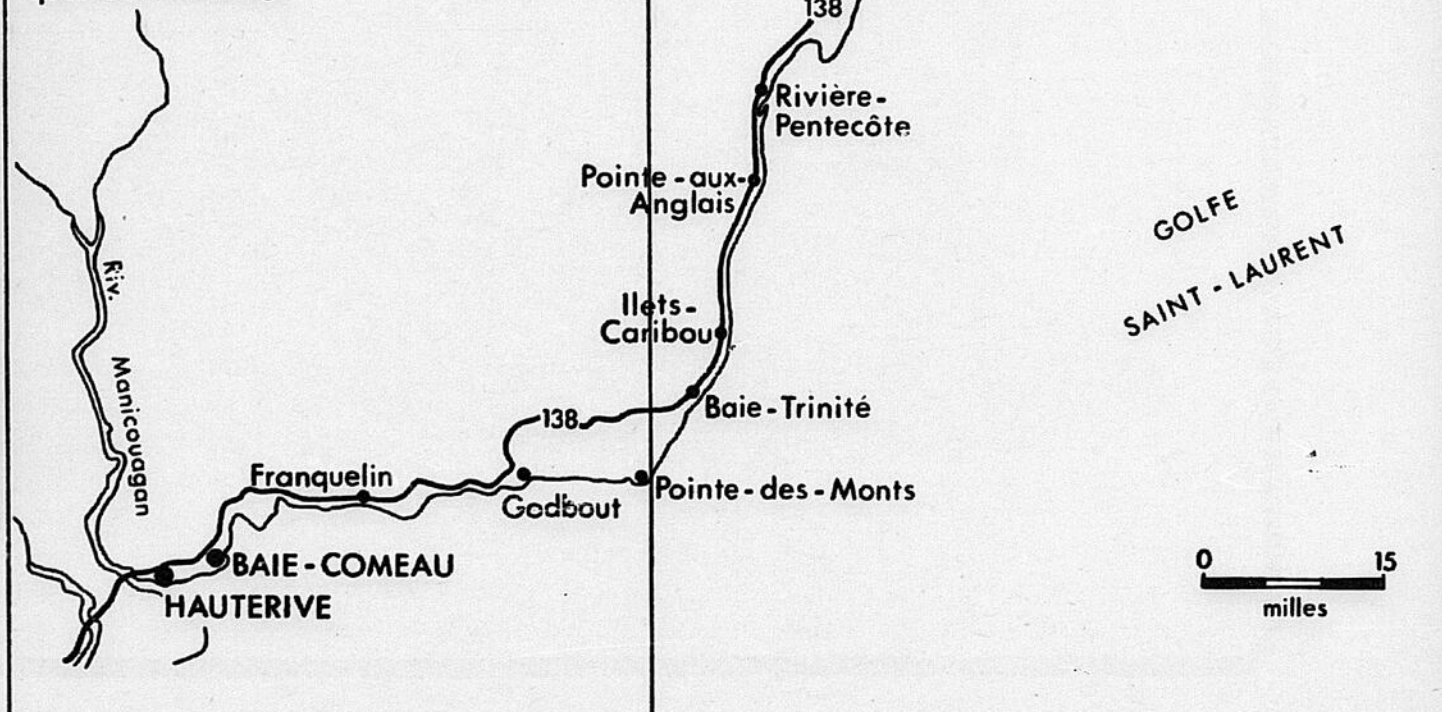 138
Rivière-
Pentecôte
Pointe-aux-
Anglais
GOLFE
SAINT-LAURENT
Riv.
Manicouagan
Ilets-
Caribou
Baie-Trinité
138
Franquelin
Godbout
Pointe-des-Monts
BAIE-COMEAU
HAUTERIVE
0 15
milles